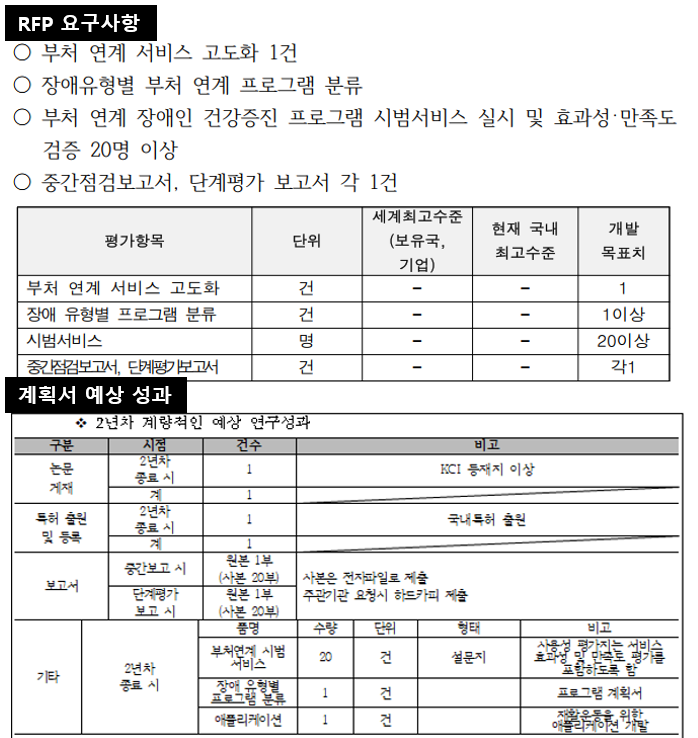 RFP 요구사항
○ 부처 연계 서비스 고도화 1건
○ 장애유형별 부처 연계 프로그램 분류
○ 부처 연계 장애인 건강증진 프로그램 시범서비스 실시 및 효과성·만족도
검증 20명 이상
○ 중간점검보고서, 단계평가 보고서 각 1건
평가항목 단위 세계최고수준 (보유국, 기업) 현재 국내 최고수준 개발 목표치
부처 연계 서비스 고도화 건 – – 1
장애 유형별 프로그램 분류 건 – – 1이상
시범서비스 명 – – 20이상
중간점검보고서, 단계평가보고서 건 – – 각1
계획서 예상 성과
❖ 2년차 계량적인 예상 연구성과
구분 시점 건수 비고
논문 게재 2년차 종료 시 1 KCI 등재지 이상
계 1
특허 출원 및 등록 2년차 종료 시 1 국내특허 출원
계 1
보고서 중간보고 시 원본 1부 (사본 20부) 사본은 전자파일로 제출
주관기관 요청시 하드카피 제출
단계평가 보고 시 원본 1부 (사본 20부)
기타 2년차 종료 시 품명 수량 단위 형태 비고
부처연계 시범 서비스 20 건 설문지 사용성 평가지는 서비스 효과성 및 만족도 평가를 포함하도록 함
장애 유형별 프로그램 분류 1 건 프로그램 계획서
애플리케이션 1 건 재활운동을 위한 애플리케이션 개발